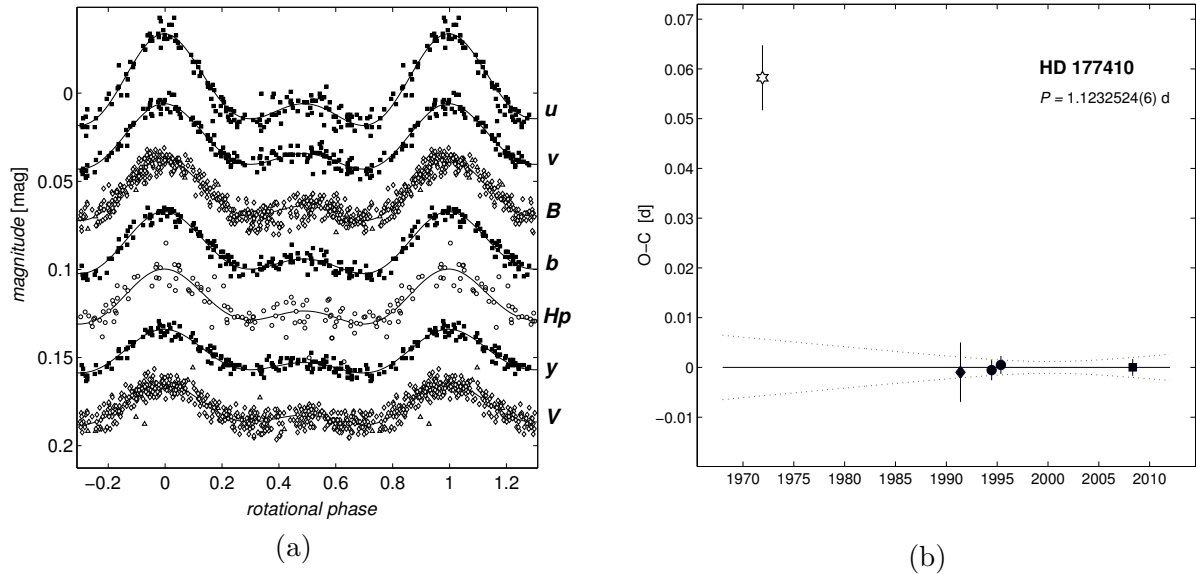 0
0.05
0.1
0.15
0.2
magnitude [mag]
u
v
B
b
Hp
y
V
−0.2 0 0.2 0.4 0.6 0.8 1 1.2
rotational phase
(a)
0.07
0.06
0.05
0.04
0.03
0.02
0.01
0
−0.01
O−C [d]
HD 177410
P = 1.1232524(6) d
1970 1975 1980 1985 1990 1995 2000 2005 2010
(b)